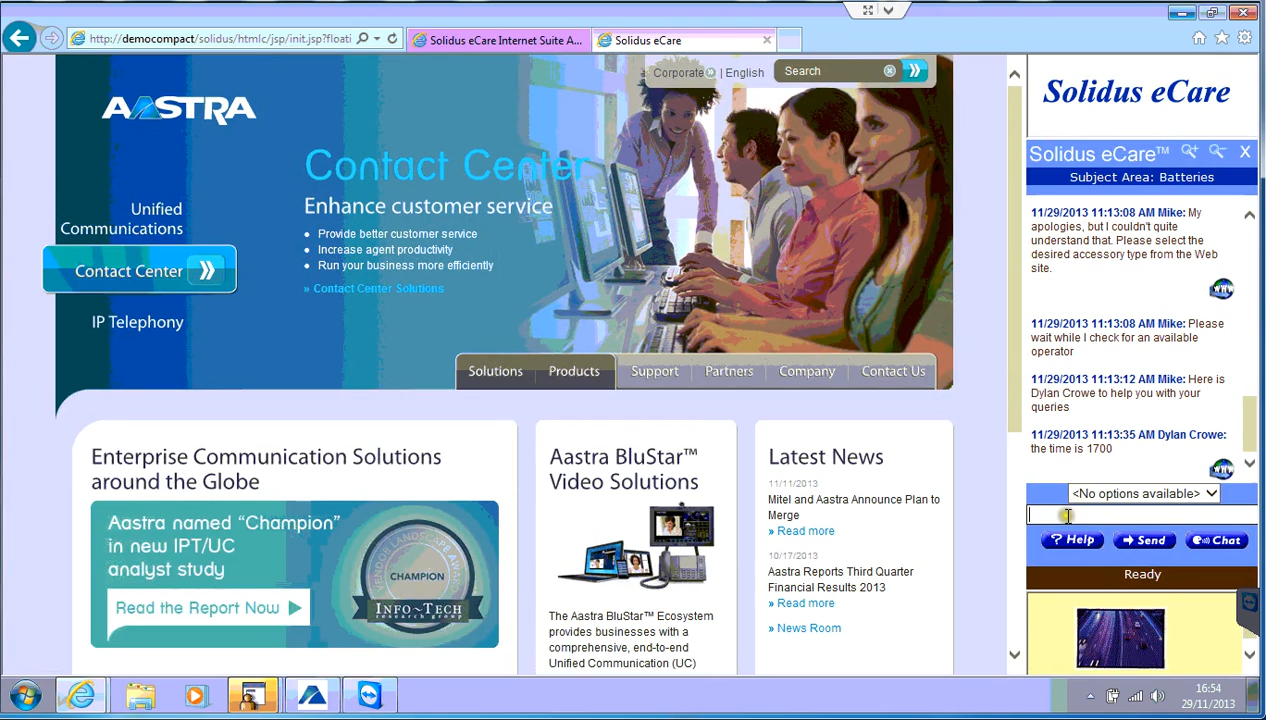 http://democompact/solidus/htmlc/jsp/init.jsp?floati
Solidus eCare Internet Suite A...
Solidus eCare
AASTRA
Corporate | English
Search
Contact Center
Enhance customer service
Provide better customer service
Increase agent productivity
Run your business more efficiently
» Contact Center Solutions
Unified
Communications
Contact Center
IP Telephony
Solutions
Products
Support
Partners
Company
Contact Us
Enterprise Communication Solutions
around the Globe
Aastra named “Champion”
in new IPT/UC
analyst study
Read the Report Now
VENDOR LANDSCAPE AWARD
CHAMPION
INFO~TECH
research group
Aastra BluStar™
Video Solutions
The Aastra BluStar™ Ecosystem
provides businesses with a
comprehensive, end-to-end
Unified Communication (UC)
Latest News
11/11/2013
Mitel and Aastra Announce Plan to
Merge
» Read more
10/17/2013
Aastra Reports Third Quarter
Financial Results 2013
» Read more
» News Room
Solidus eCare
Solidus eCare™
X
Subject Area: Batteries
11/29/2013 11:13:08 AM Mike: My
apologies, but I couldn't quite
understand that. Please select the
desired accessory type from the Web
site.
11/29/2013 11:13:08 AM Mike: Please
wait while I check for an available
operator
11/29/2013 11:13:12 AM Mike: Here is
Dylan Crowe to help you with your
queries
11/29/2013 11:13:35 AM Dylan Crowe:
the time is 1700
<No options available>
? Help
Send
Chat
Ready
16:54
29/11/2013